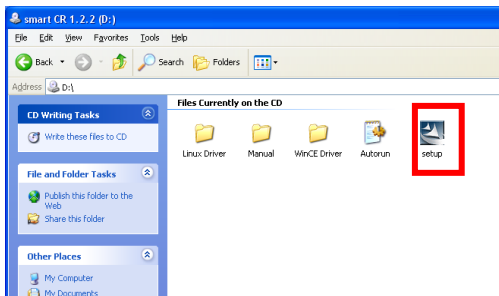 smart CR 1.2.2 (D:)
File Edit View Favorites Tools Help
Back Search Folders
Address D:\
Files Currently on the CD
CD Writing Tasks
Write these files to CD
Linux Driver Manual WinCE Driver Autorun setup
File and Folder Tasks
Publish this folder to the
Web
Share this folder
Other Places
My Computer
My Documents